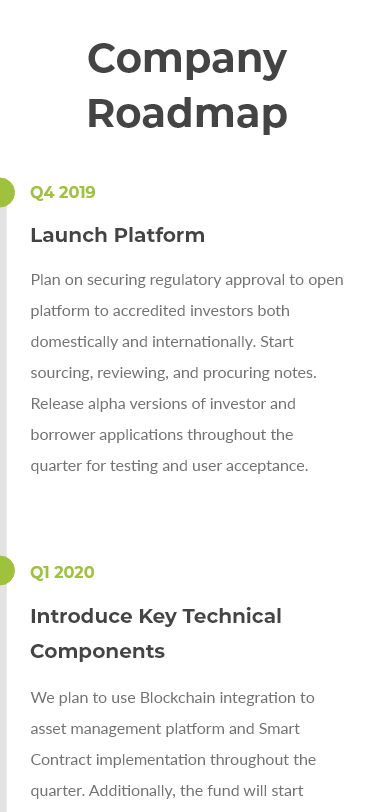 Company
Roadmap
Q4 2019
Launch Platform
Plan on securing regulatory approval to open
platform to accredited investors both
domestically and internationally. Start
sourcing, reviewing, and procuring notes.
Release alpha versions of investor and
borrower applications throughout the
quarter for testing and user acceptance.
Q1 2020
Introduce Key Technical
Components
We plan to use Blockchain integration to
asset management platform and Smart
Contract implementation throughout the
quarter. Additionally, the fund will start